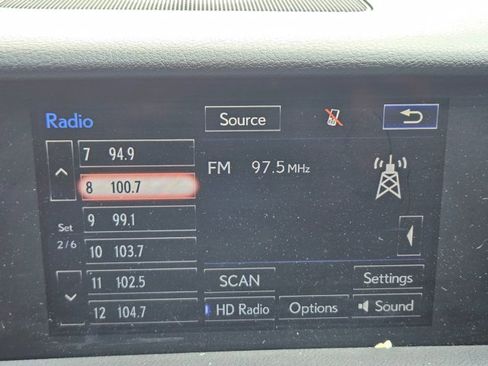 Radio
Source
7 94.9
8 100.7
9 99.1
10 103.7
11 102.5
12 104.7
Set
2/6
FM 97.5 MHz
SCAN
Settings
HD Radio
Options
Sound